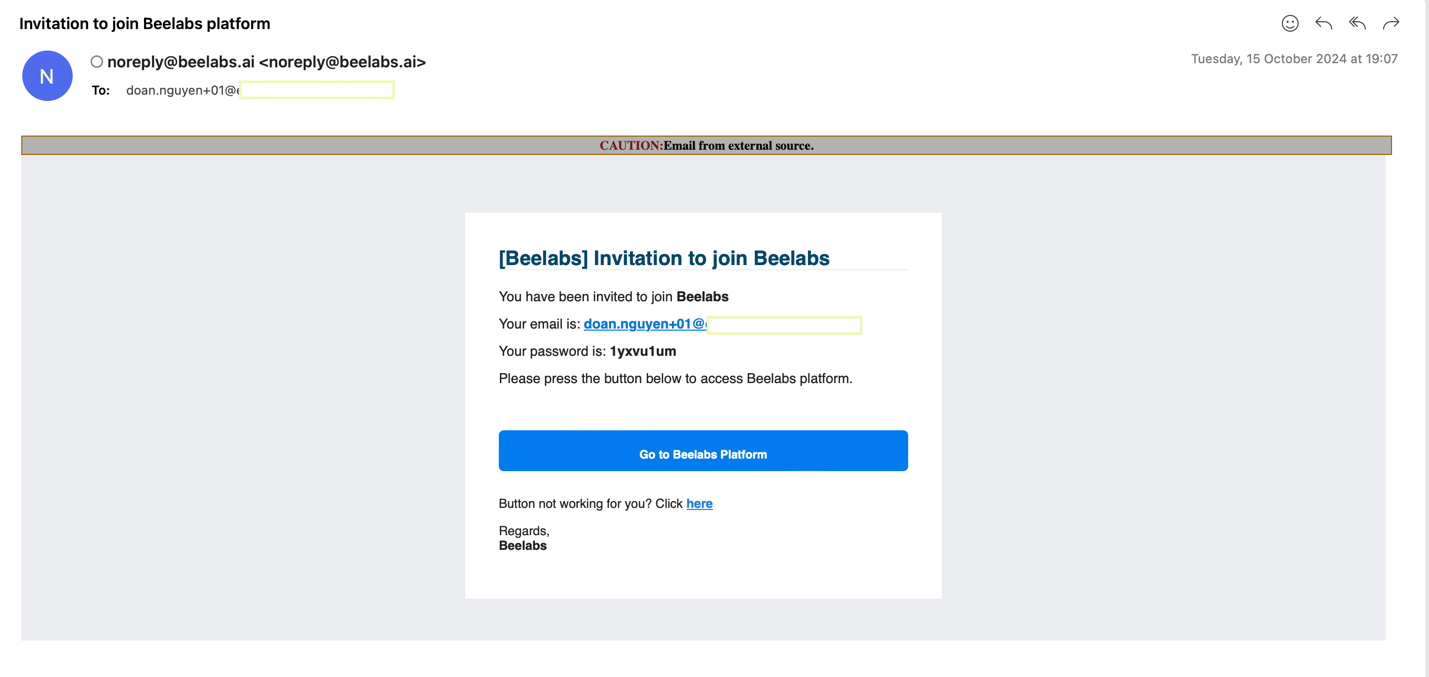 Invitation to join Beelabs platform
N
noreply@beelabs.ai <noreply@beelabs.ai>
Tuesday, 15 October 2024 at 19:07
To: doan.nguyen+01@
CAUTION:Email from external source.
[Beelabs] Invitation to join Beelabs
You have been invited to join Beelabs
Your email is: doan.nguyen+01@
Your password is: 1yxvu1um
Please press the button below to access Beelabs platform.
Go to Beelabs Platform
Button not working for you? Click here
Regards,
Beelabs